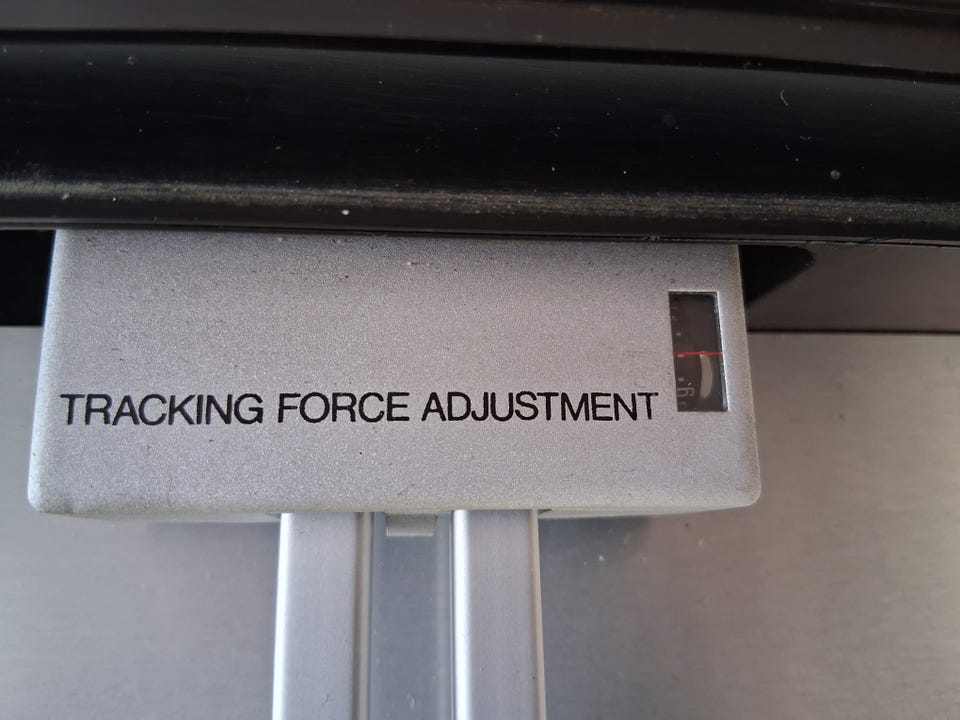 TRACKING FORCE ADJUSTMENT